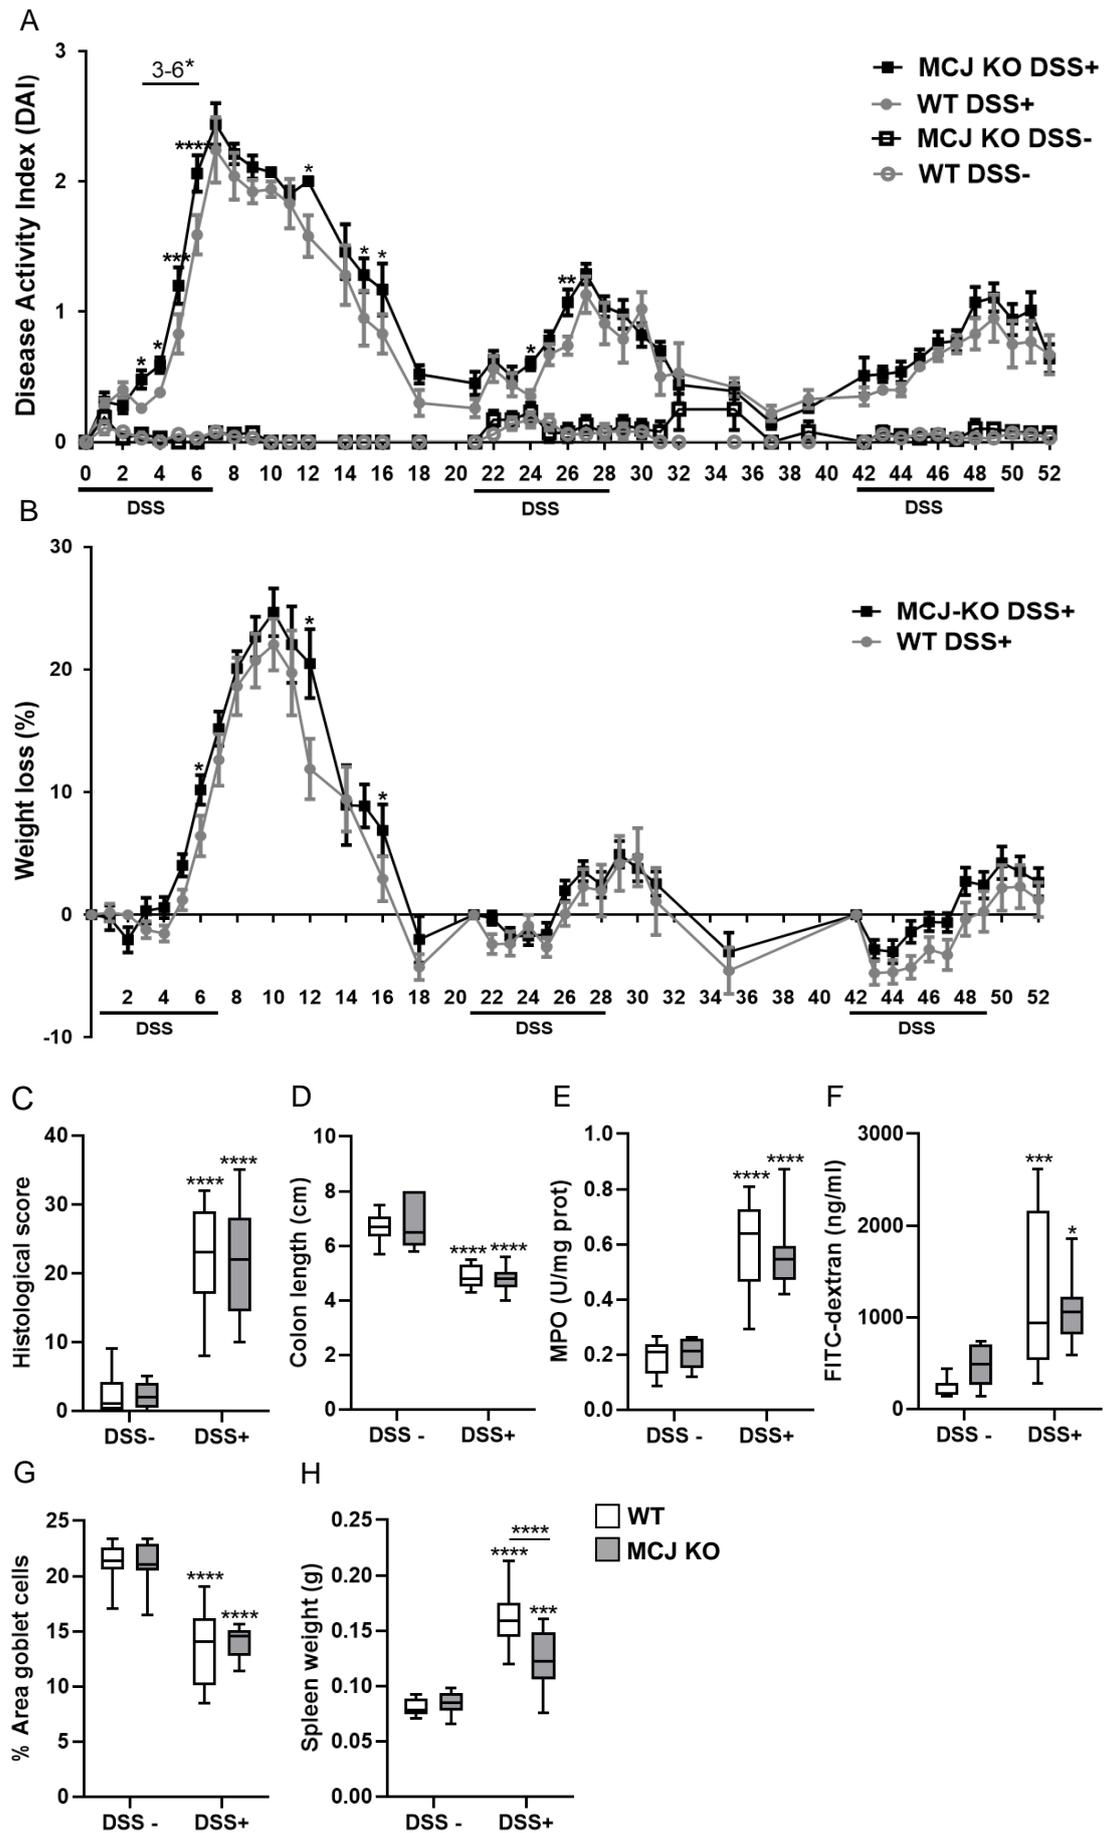 A
Disease Activity Index (DAI)
3
2
1
0
3-6*
*
*
***
****
*
*
*
*
**
MCJ KO DSS+
WT DSS+
MCJ KO DSS-
WT DSS-
0 2 4 6 8 10 12 14 16 18 20 22 24 26 28 30 32 34 36 38 40 42 44 46 48 50 52
DSS DSS DSS
B
Weight loss (%)
30
20
10
0
-10
*
*
*
MCJ-KO DSS+
WT DSS+
2 4 6 8 10 12 14 16 18 20 22 24 26 28 30 32 34 36 38 40 42 44 46 48 50 52
DSS DSS DSS
C
Histological score
40
30
20
10
0
**** ****
DSS- DSS+
D
Colon length (cm)
10
8
6
4
2
0
**** ****
DSS - DSS+
E
MPO (U/mg prot)
1.0
0.8
0.6
0.4
0.2
0.0
**** ****
DSS - DSS+
F
FITC-dextran (ng/ml)
3000
2000
1000
0
*** *
DSS - DSS+
G
% Area goblet cells
25
20
15
10
5
0
**** ****
DSS - DSS+
H
Spleen weight (g)
0.25
0.20
0.15
0.10
0.05
0.00
****
**** ***
DSS - DSS+
WT
MCJ KO